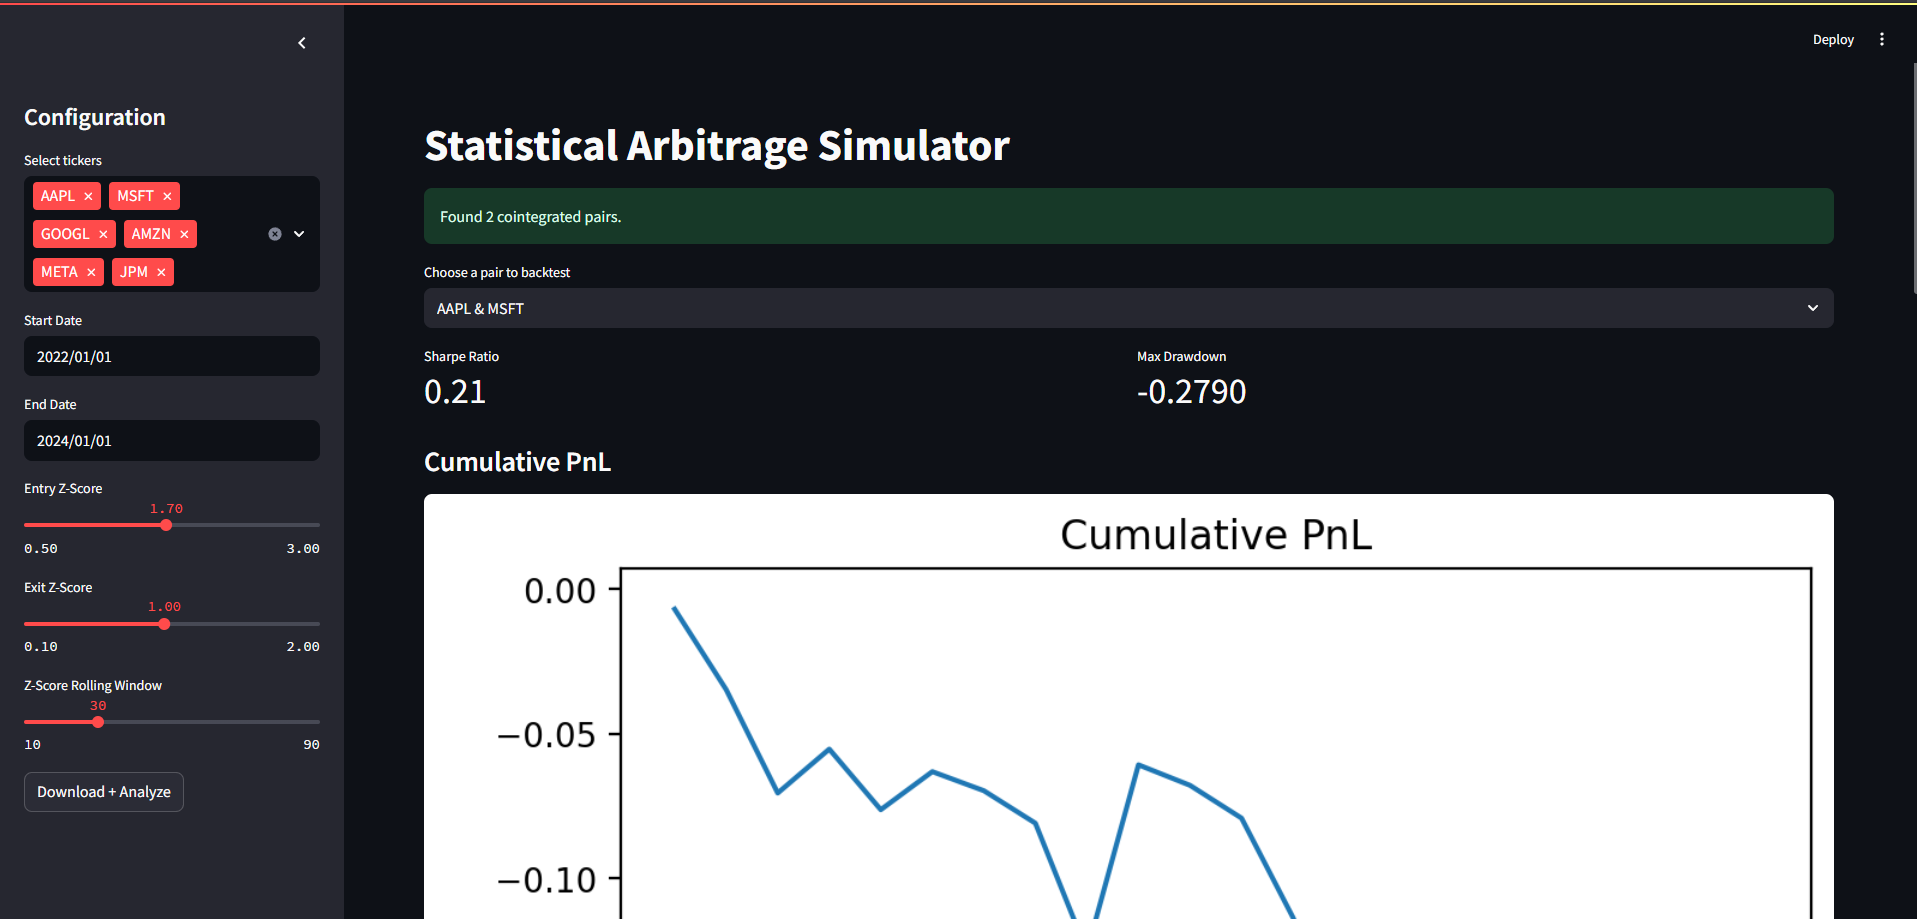 Deploy
Configuration
Select tickers
AAPL × MSFT ×
GOOGL × AMZN ×
META × JPM ×
Start Date
2022/01/01
End Date
2024/01/01
Entry Z-Score
1.70
0.50 3.00
Exit Z-Score
1.00
0.10 2.00
Z-Score Rolling Window
30
10 90
Download + Analyze
Statistical Arbitrage Simulator
Found 2 cointegrated pairs.
Choose a pair to backtest
AAPL & MSFT
Sharpe Ratio Max Drawdown
0.21 -0.2790
Cumulative PnL
Cumulative PnL
0.00
−0.05
−0.10